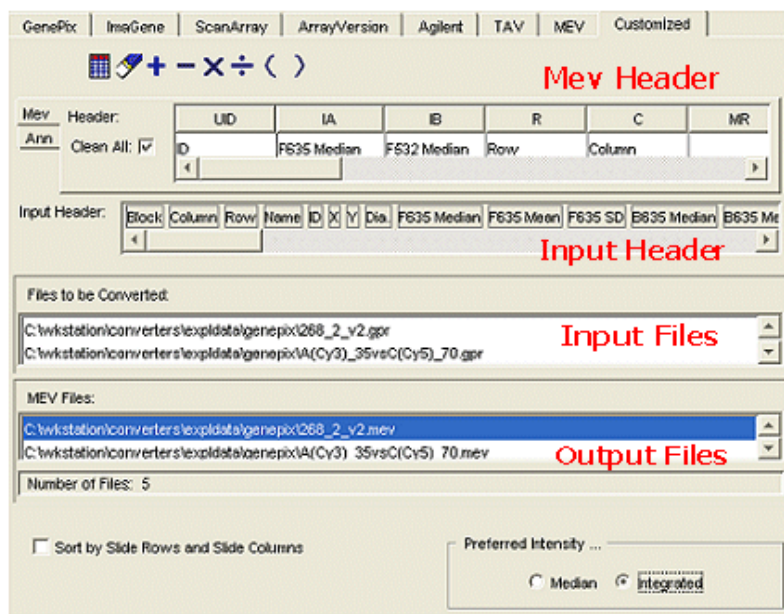 GenePix ImaGene ScanArray ArrayVersion Agilent TAV MEV Customized
+ − × ÷ ( )
Mev Header
Mev Header: UID IA IB R C MR
Ann Clean All: ID F635 Median F532 Median Row Column
Input Header: Block Column Row Name ID X Y Dia. F635 Median F635 Mean F635 SD B635 Median B635 Me
Input Header
Files to be Converted:
C:\wkstation\converters\expldata\genepix\268_2_v2.gpr
Input Files
C:\wkstation\converters\expldata\genepix\A(Cy3)_35vsC(Cy5)_70.gpr
MEV Files:
C:\wkstation\converters\expldata\genepix\268_2_v2.mev
C:\wkstation\converters\expldata\genepix\A(Cy3)_35vsC(Cy5)_70.mev
Output Files
Number of Files: 5
Sort by Slide Rows and Slide Columns
Preferred Intensity ...
Median Integrated